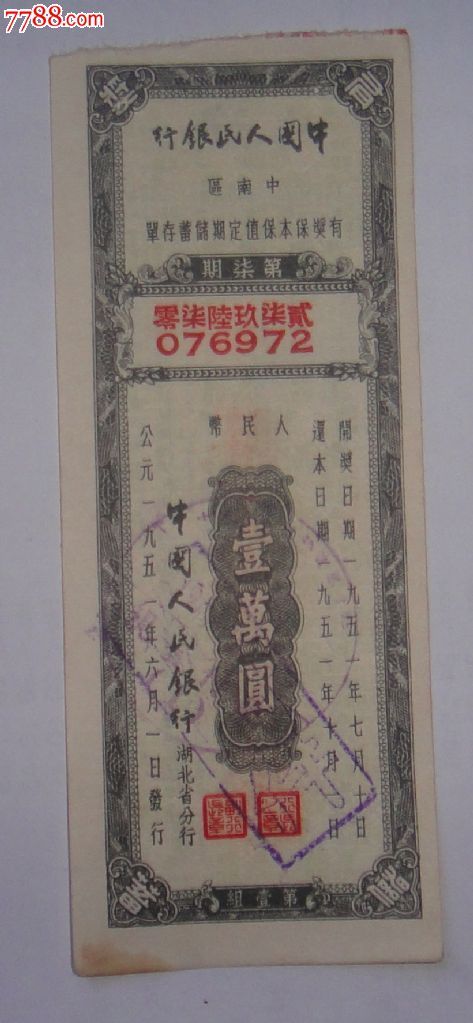 7788.com
中國人民銀行
中南區
有獎保本保值定期儲蓄存單
第柒期
零柒陸玖柒貳
076972
人民幣
開獎日期一九五一年七月十日
還本日期一九五一年十月一日
壹萬圓
中國人民銀行湖北省分行
公元一九五一年六月一日發行
第壹組